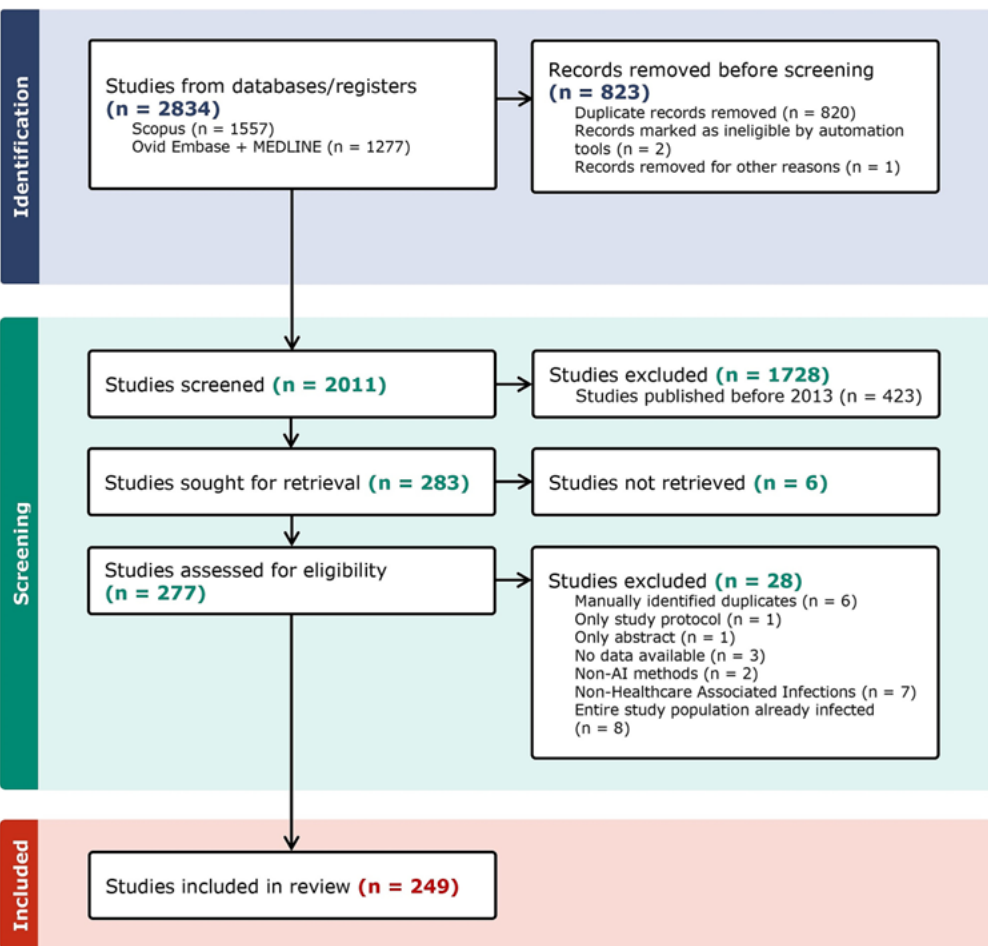 Identification
Studies from databases/registers
(n = 2834)
Scopus (n = 1557)
Ovid Embase + MEDLINE (n = 1277)
Records removed before screening
(n = 823)
Duplicate records removed (n = 820)
Records marked as ineligible by automation
tools (n = 2)
Records removed for other reasons (n = 1)
Screening
Studies screened (n = 2011)
Studies excluded (n = 1728)
Studies published before 2013 (n = 423)
Studies sought for retrieval (n = 283)
Studies not retrieved (n = 6)
Studies assessed for eligibility
(n = 277)
Studies excluded (n = 28)
Manually identified duplicates (n = 6)
Only study protocol (n = 1)
Only abstract (n = 1)
No data available (n = 3)
Non-AI methods (n = 2)
Non-Healthcare Associated Infections (n = 7)
Entire study population already infected
(n = 8)
Included
Studies included in review (n = 249)